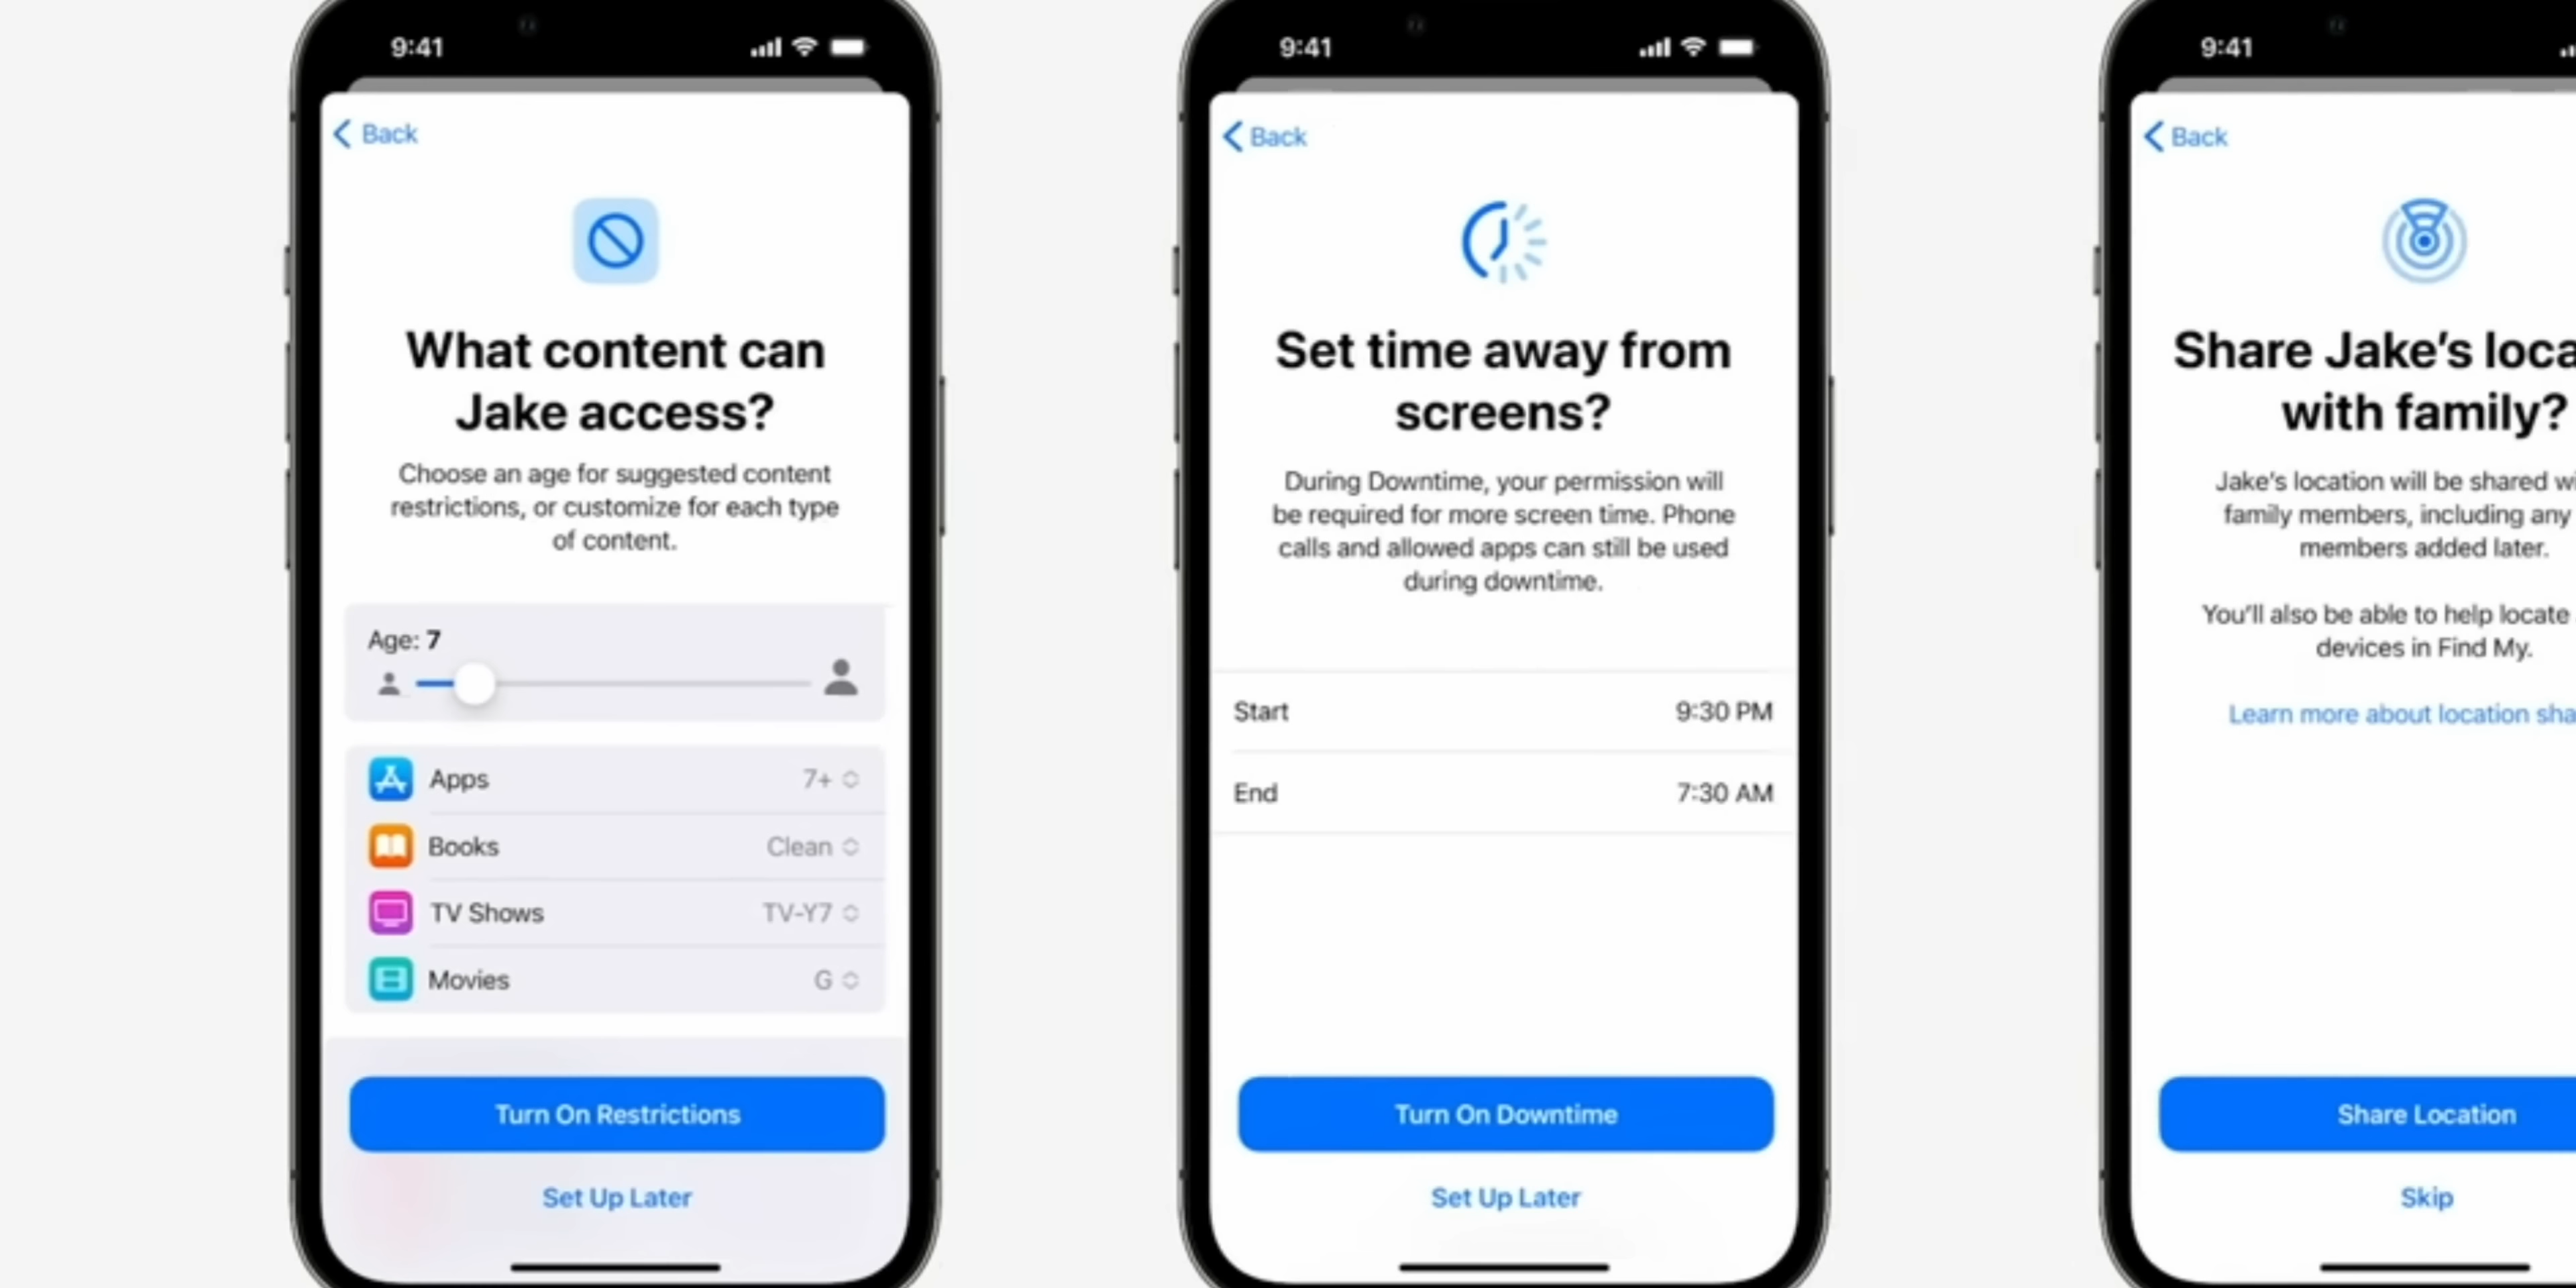 9:41
Back
What content can
Jake access?
Choose an age for suggested content
restrictions, or customize for each type
of content.
Age: 7
Apps 7+
Books Clean
TV Shows TV-Y7
Movies G
Turn On Restrictions
Set Up Later
9:41
Back
Set time away from
screens?
During Downtime, your permission will
be required for more screen time. Phone
calls and allowed apps can still be used
during downtime.
Start 9:30 PM
End 7:30 AM
Turn On Downtime
Set Up Later
9:41
Back
Share Jake’s
with family?
Jake’s location will be shared
family members, including any
members added later.
You’ll also be able to help locate
devices in Find My.
Learn more about location
Share Location
Skip